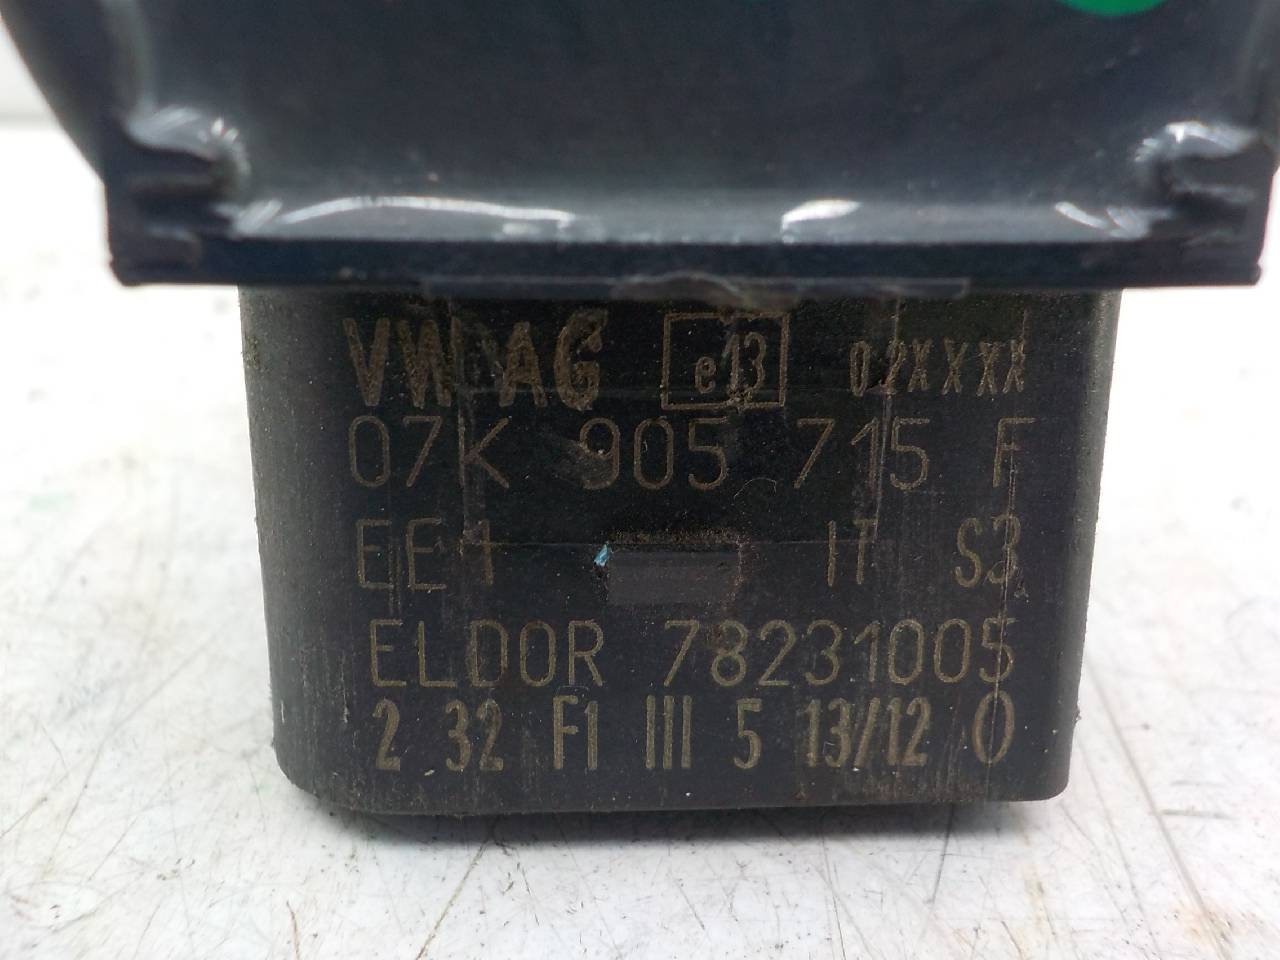 VW AG e13 02XXXX
07K 905 715 F
EE1 IT S3
ELDOR 78231005
2 32 F1 III 5 13/12 0